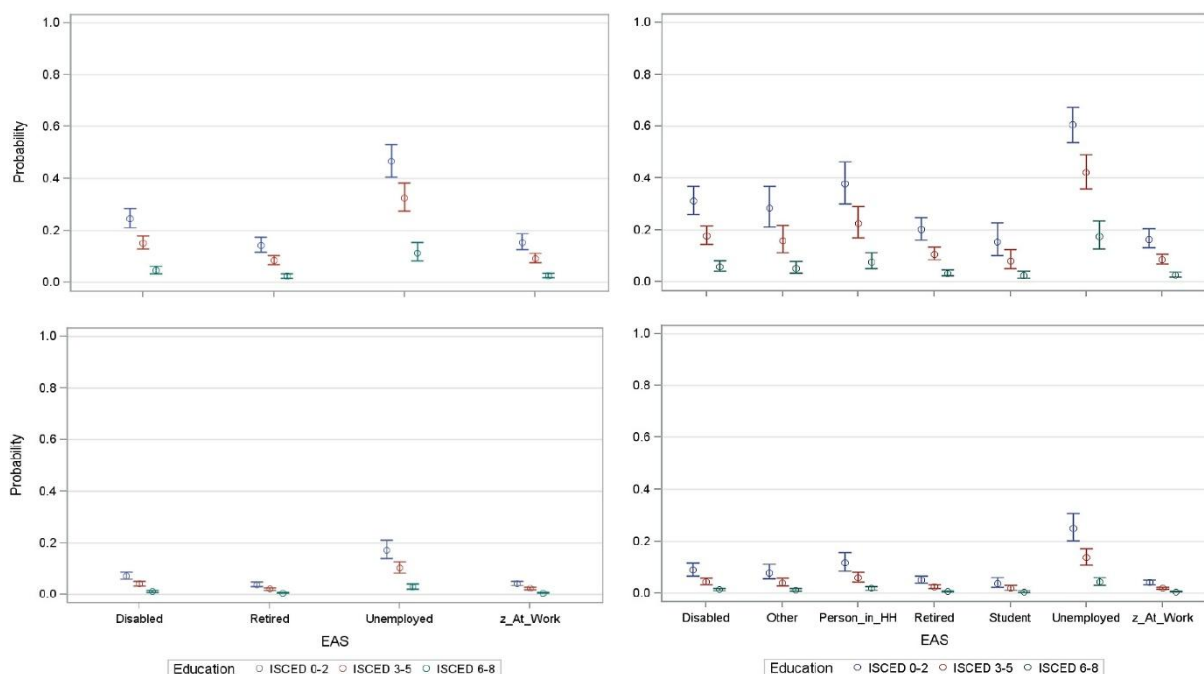 1.0
0.8
0.6
0.4
0.2
0.0
Probability
1.0
0.8
0.6
0.4
0.2
0.0
Probability
1.0
0.8
0.6
0.4
0.2
0.0
Probability
Disabled Retired Unemployed z_At_Work
EAS
Education ISCED 0-2 ISCED 3-5 ISCED 6-8
1.0
0.8
0.6
0.4
0.2
0.0
Disabled Other Person_in_HH Retired Student Unemployed z_At_Work
EAS
Education ISCED 0-2 ISCED 3-5 ISCED 6-8